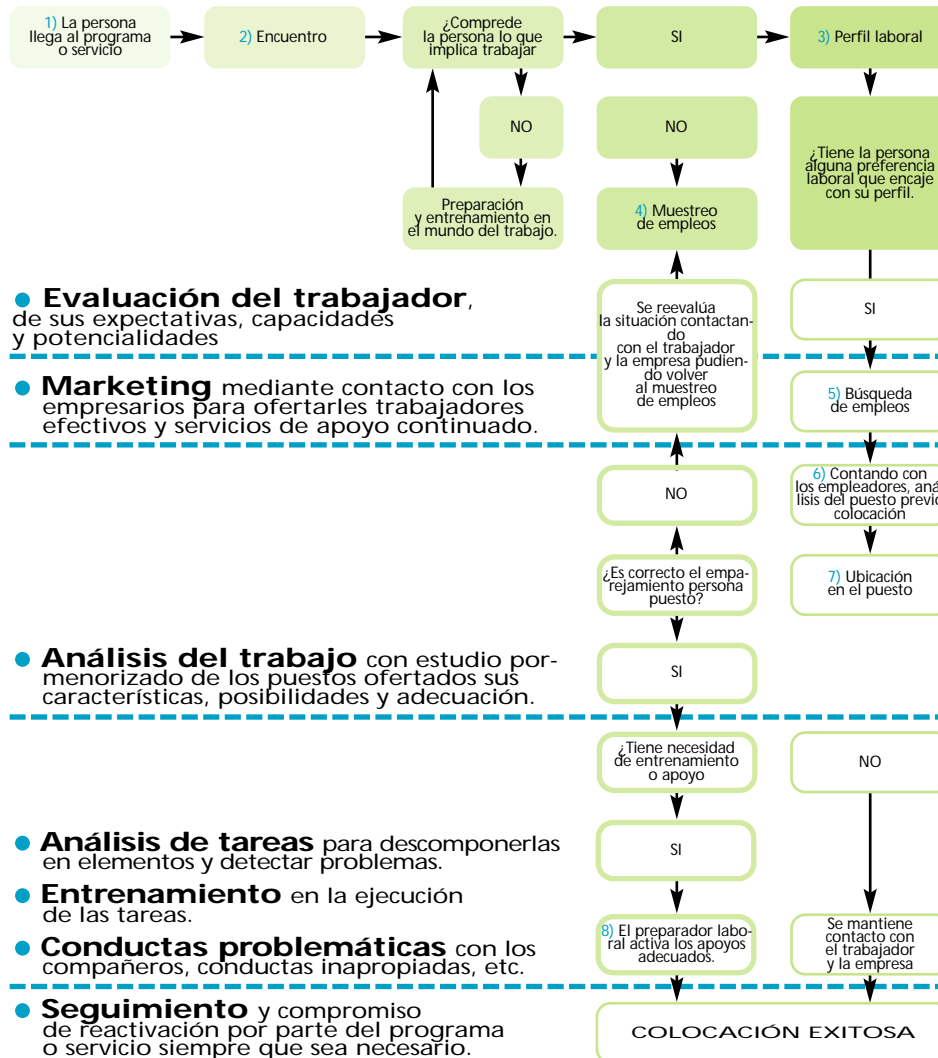 1) La persona
llega al programa
o servicio
2) Encuentro
¿Comprede
la persona lo que
implica trabajar
SI
3) Perfil laboral
NO
NO
¿Tiene la persona
alguna preferencia
laboral que encaje
con su perfil.
Preparación
y entrenamiento en
el mundo del trabajo.
4) Muestreo
de empleos
● Evaluación del trabajador,
de sus expectativas, capacidades
y potencialidades
Se reevalúa
la situación contactan-
do
con el trabajador
y la empresa pudien-
do volver
al muestreo
de empleos
SI
● Marketing mediante contacto con los
empresarios para ofertarles trabajadores
efectivos y servicios de apoyo continuado.
5) Búsqueda
de empleos
NO
6) Contando con
los empleadores, aná
lisis del puesto previo
colocación
¿Es correcto el empa-
rejamiento persona
puesto?
7) Ubicación
en el puesto
● Análisis del trabajo con estudio por-
menorizado de los puestos ofertados sus
características, posibilidades y adecuación.
SI
¿Tiene necesidad
de entrenamiento
o apoyo
NO
● Análisis de tareas para descomponerlas
en elementos y detectar problemas.
SI
● Entrenamiento en la ejecución
de las tareas.
● Conductas problemáticas con los
compañeros, conductas inapropiadas, etc.
8) El preparador labo-
ral activa los apoyos
adecuados.
Se mantiene
contacto con
el trabajador
y la empresa
● Seguimiento y compromiso
de reactivación por parte del programa
o servicio siempre que sea necesario.
COLOCACIÓN EXITOSA